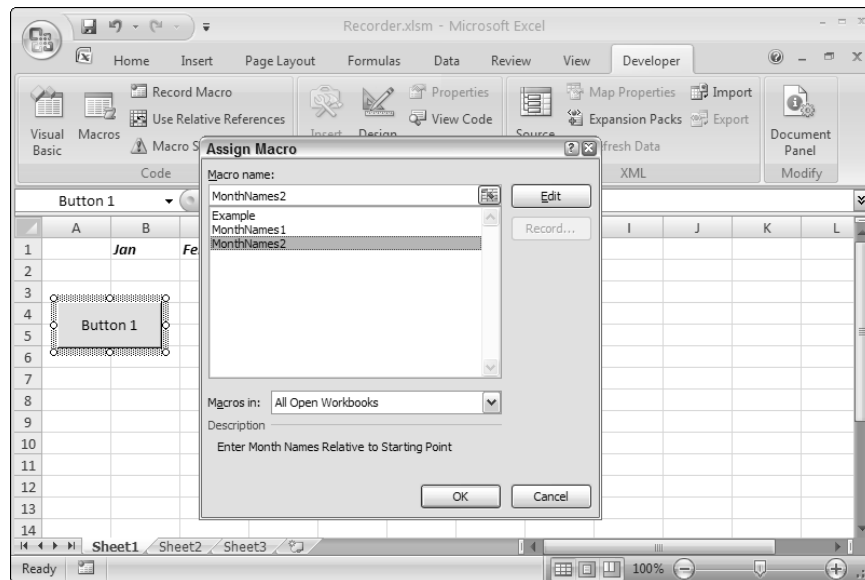 Recorder.xlsm - Microsoft Excel
Home Insert Page Layout Formulas Data Review View Developer
Visual Basic
Macros
Record Macro
Use Relative References
Macro S
Code
Insert
Design
Properties
View Code
Source
Map Properties
Expansion Packs
fresh Data
Import
Export
XML
Document Panel
Modify
Button 1
A B I J K L
1 Jan Fe
2
3
4
5
6
7
8
9
10
11
12
13
14
Button 1
Assign Macro
Macro name:
MonthNames2
Example
MonthNames1
MonthNames2
Edit
Record...
Macros in: All Open Workbooks
Description
Enter Month Names Relative to Starting Point
OK Cancel
Sheet1 Sheet2 Sheet3
Ready 100%